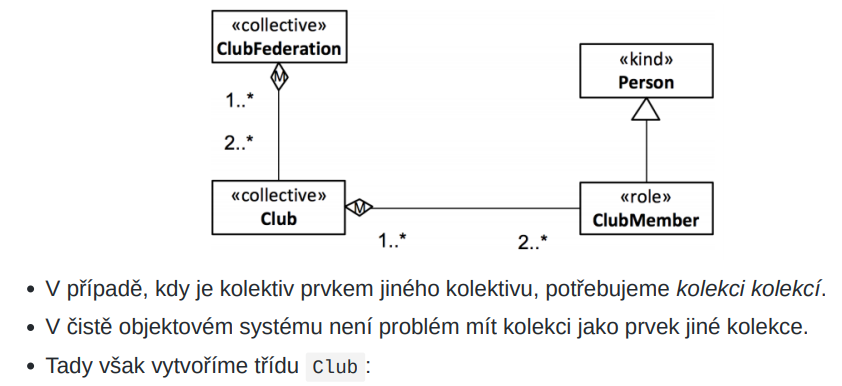 «collective»
ClubFederation
«kind»
Person
1..*
2..*
«collective»
Club
M
M
«role»
ClubMember
1..*
2..*
• V případě, kdy je kolektiv prvkem jiného kolektivu, potřebujeme kolekci kolekcí.
• V čistě objektovém systému není problém mít kolekci jako prvek jiné kolekce.
• Tady však vytvoříme třídu Club: